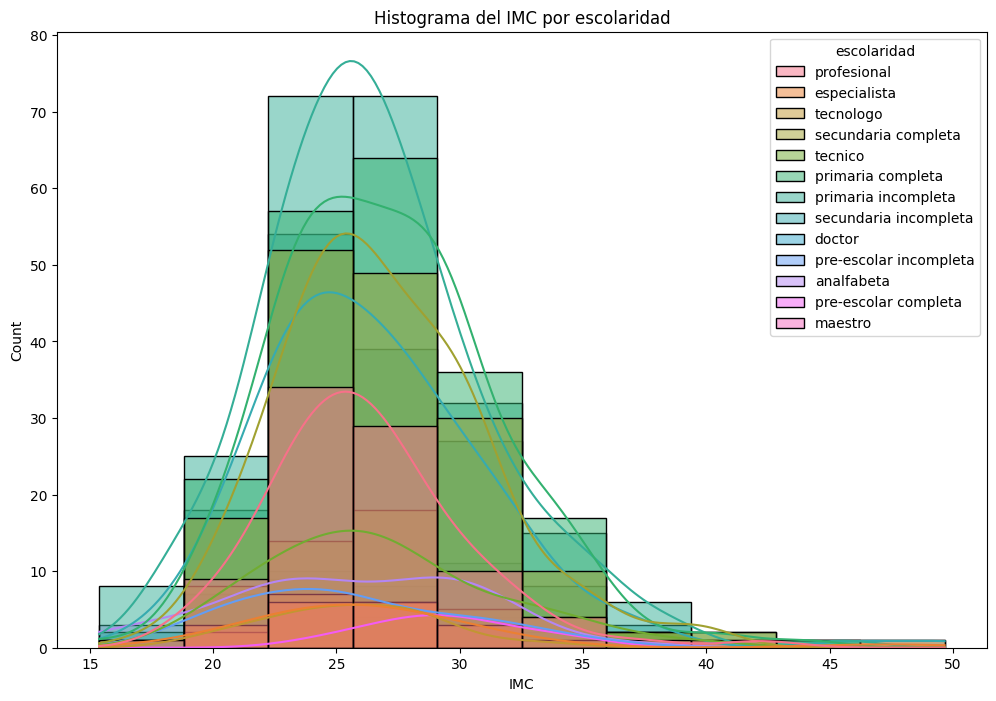 Histograma del IMC por escolaridad
escolaridad
profesional
especialista
tecnologo
secundaria completa
tecnico
primaria completa
primaria incompleta
secundaria incompleta
doctor
pre-escolar incompleta
analfabeta
pre-escolar completa
maestro
Count
80
70
60
50
40
30
20
10
0
15 20 25 30 35 40 45 50
IMC